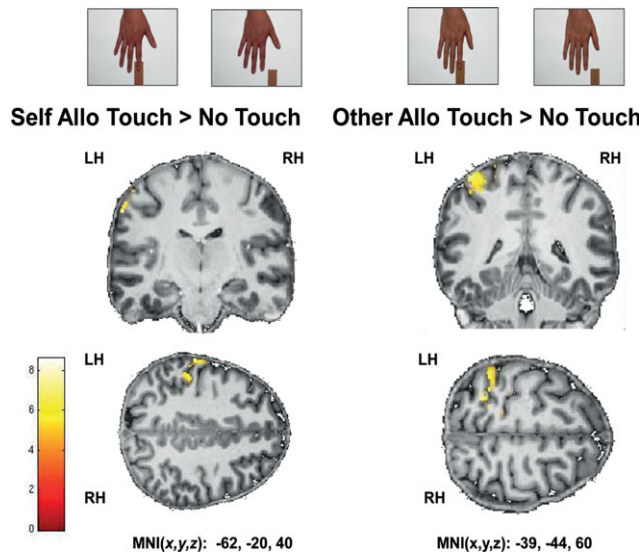 Self Allo Touch > No Touch
Other Allo Touch > No Touch
LH
RH
LH
RH
LH
RH
LH
RH
8
6
4
2
0
MNI(x,y,z): -62, -20, 40
MNI(x,y,z): -39, -44, 60